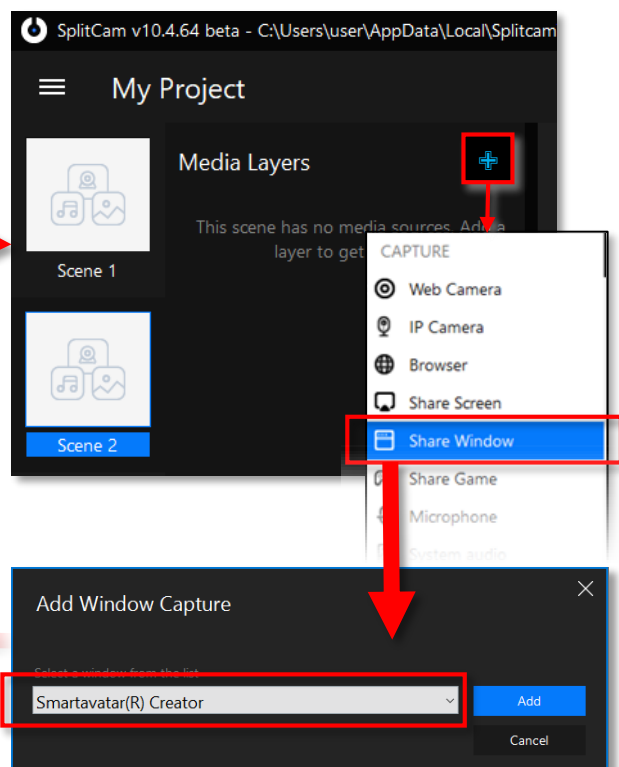 SplitCam v10.4.64 beta - C:\Users\user\AppData\Local\Splitcam
My Project
Media Layers
This scene has no media sources. Add a
layer to get
Scene 1
Scene 2
CAPTURE
Web Camera
IP Camera
Browser
Share Screen
Share Window
Share Game
Microphone
System audio
Add Window Capture
Select a window from the list
Smartavatar(R) Creator
Add
Cancel